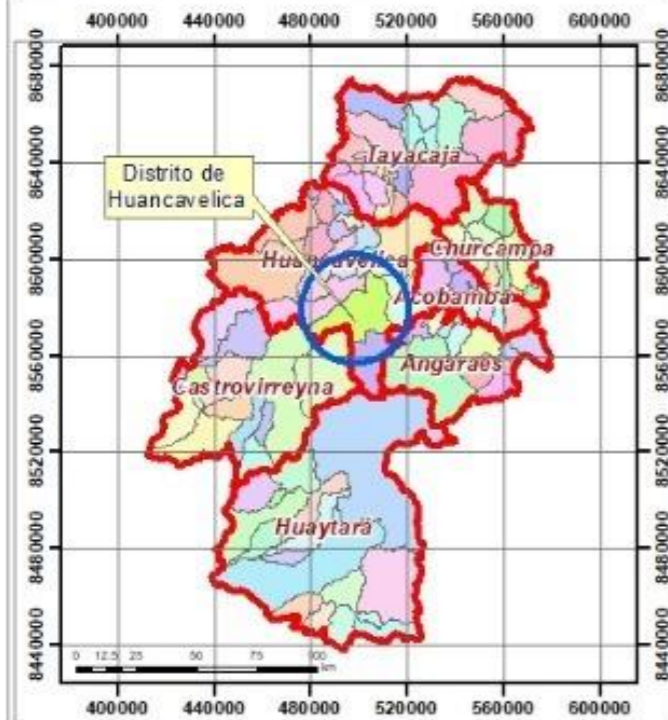 400000 440000 480000 520000 560000 600000
8680000 8680000
Tayacaja
8640000 8640000
Distrito de
Huancavelica
Churcampa
Huancavelica
8600000 8600000
Acobamba
Angaraes
8560000 8560000
Castrovirreyna
8520000 8520000
Huaytará
8480000 8480000
0 12.5 25 50 75 100
km
8440000 8440000
400000 440000 480000 520000 560000 600000